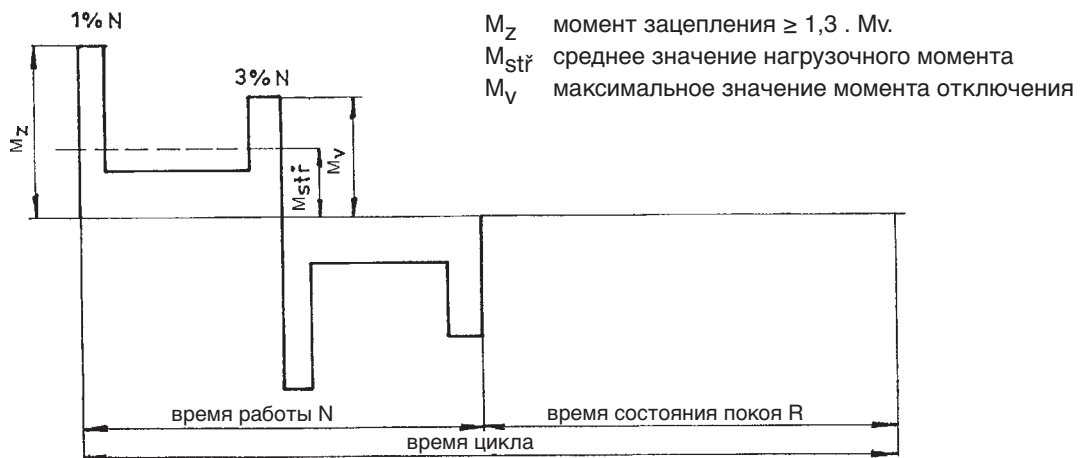 1% N
3% N
M_z момент зацепления ≥ 1,3 . Mv.
M_stř среднее значение нагрузочного момента
M_v максимальное значение момента отключения
M_z
M_stř
M_v
время работы N
время состояния покоя R
время цикла